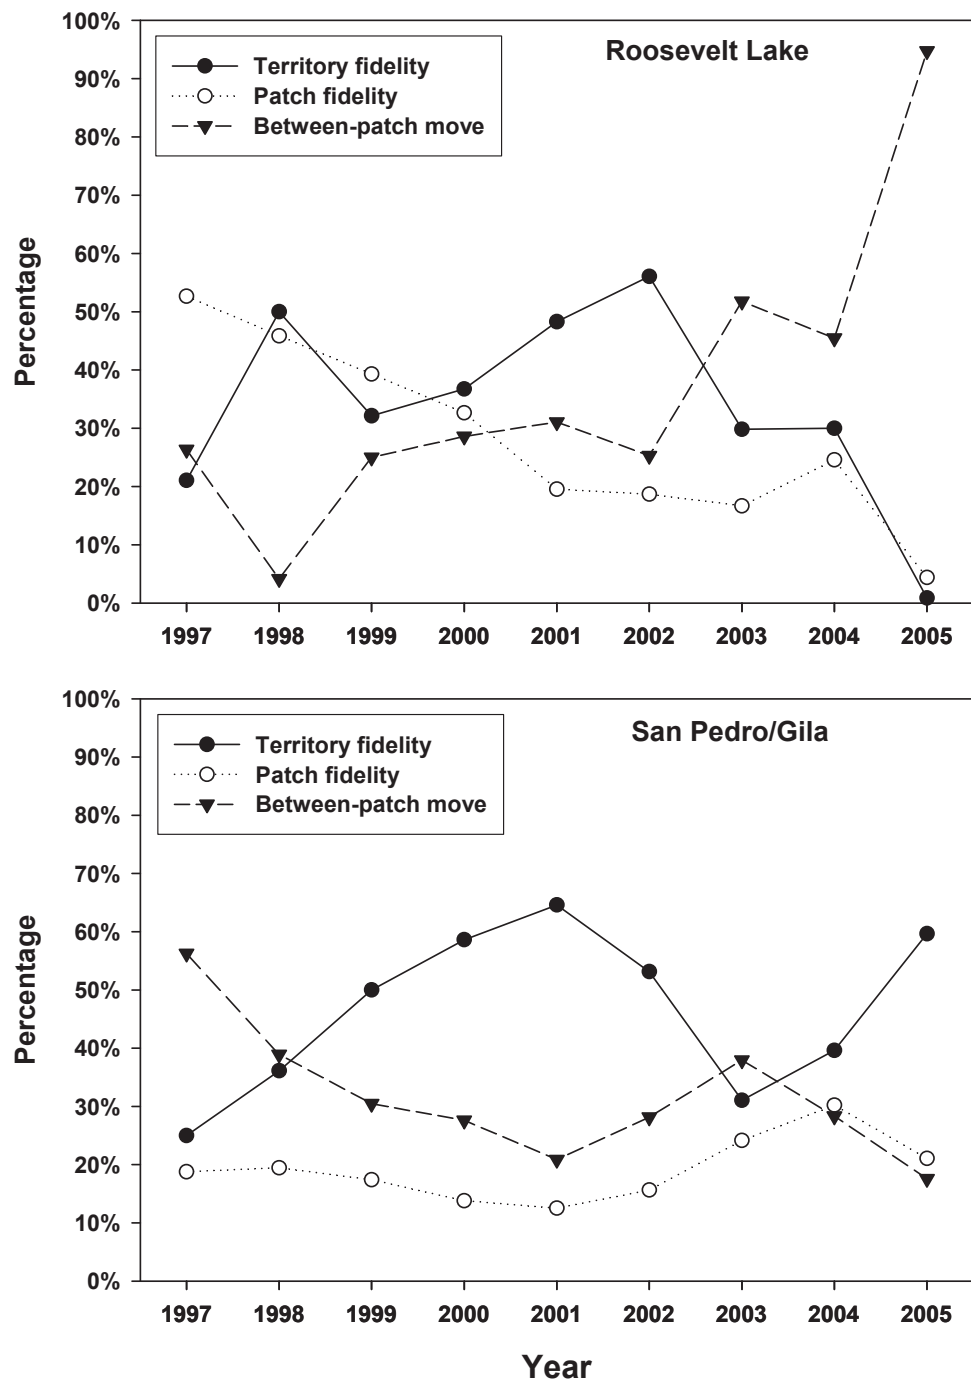 100%
90%
80%
70%
60%
50%
40%
30%
20%
10%
0%
Percentage
Territory fidelity
Patch fidelity
Between-patch move
Roosevelt Lake
1997 1998 1999 2000 2001 2002 2003 2004 2005
100%
90%
80%
70%
60%
50%
40%
30%
20%
10%
0%
Percentage
Territory fidelity
Patch fidelity
Between-patch move
San Pedro/Gila
1997 1998 1999 2000 2001 2002 2003 2004 2005
Year